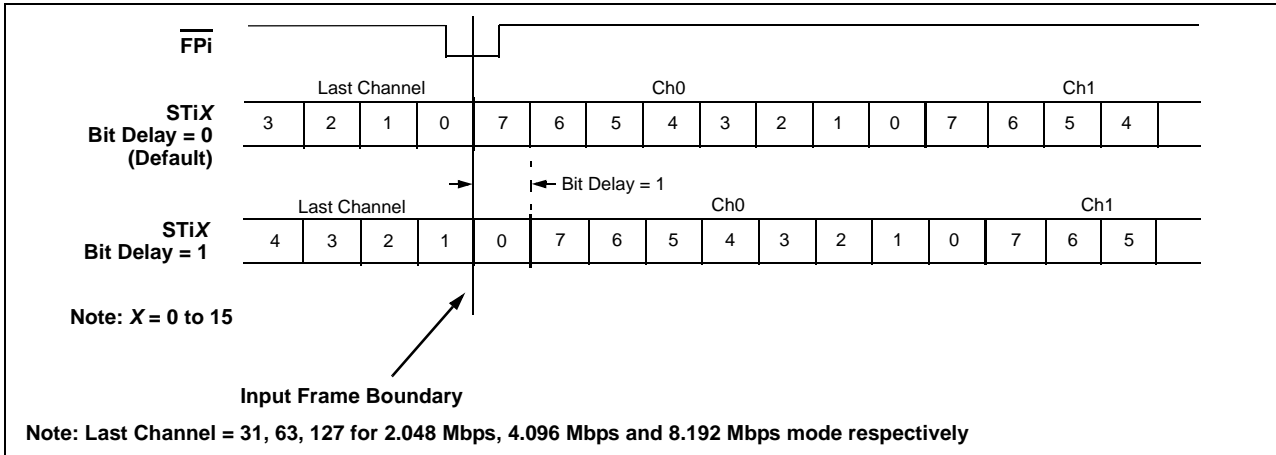 FPi
Last Channel Ch0 Ch1
STiX
Bit Delay = 0
(Default)
3 2 1 0 7 6 5 4 3 2 1 0 7 6 5 4
Bit Delay = 1
Last Channel Ch0 Ch1
STiX
Bit Delay = 1
4 3 2 1 0 7 6 5 4 3 2 1 0 7 6 5
Note: X = 0 to 15
Input Frame Boundary
Note: Last Channel = 31, 63, 127 for 2.048 Mbps, 4.096 Mbps and 8.192 Mbps mode respectively